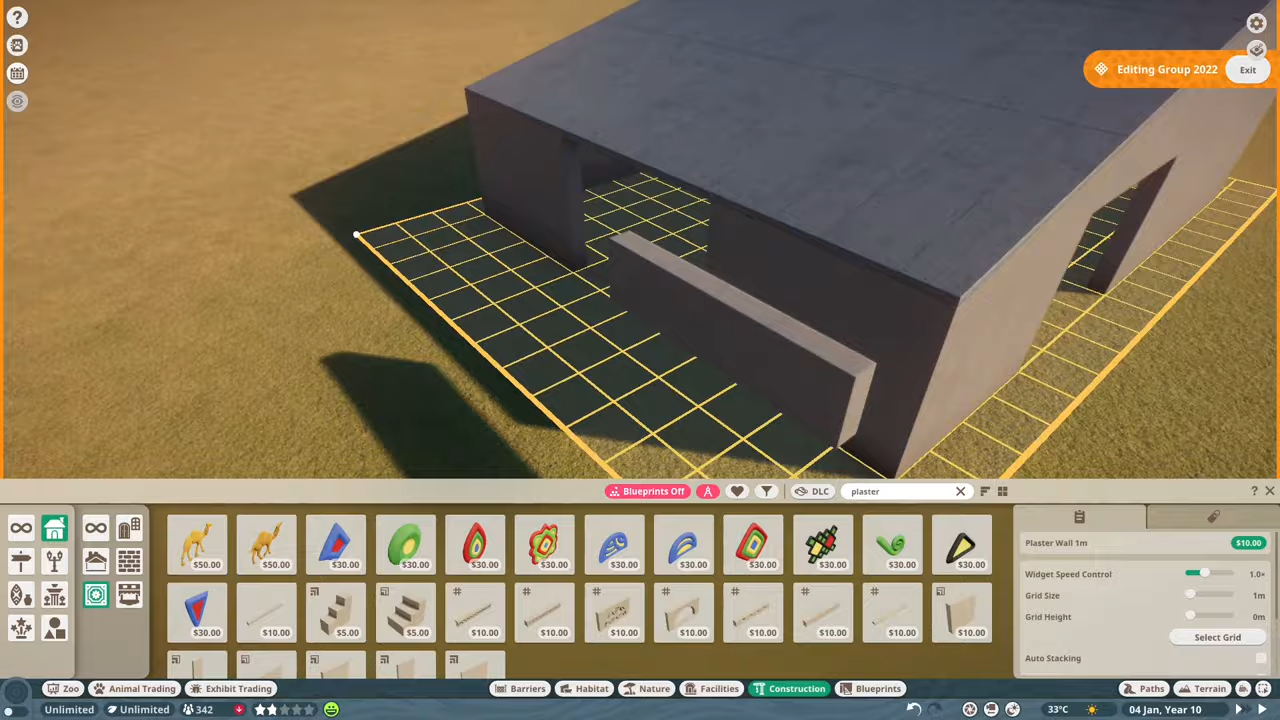 ?
Editing Group 2022
Exit
Blueprints Off
DLC
plaster
?
$50.00
$50.00
$30.00
$30.00
$30.00
$30.00
$30.00
$30.00
$30.00
$30.00
$30.00
$30.00
$30.00
$10.00
$5.00
$5.00
$10.00
$10.00
$10.00
$10.00
$10.00
$10.00
$10.00
$10.00
Plaster Wall 1m
$10.00
Widget Speed Control
1.0×
Grid Size
1m
Grid Height
0m
Select Grid
Auto Stacking
Zoo
Animal Trading
Exhibit Trading
Barriers
Habitat
Nature
Facilities
Construction
Blueprints
Paths
Terrain
Unlimited
Unlimited
342
33°C
04 Jan, Year 10